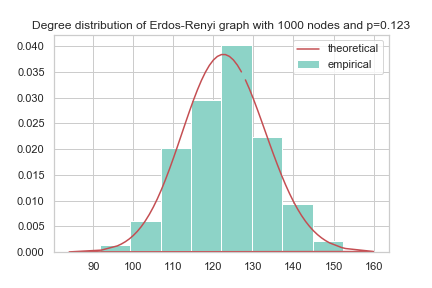 Degree distribution of Erdos-Renyi graph with 1000 nodes and p=0.123
theoretical
empirical
0.040
0.035
0.030
0.025
0.020
0.015
0.010
0.005
0.000
90 100 110 120 130 140 150 160